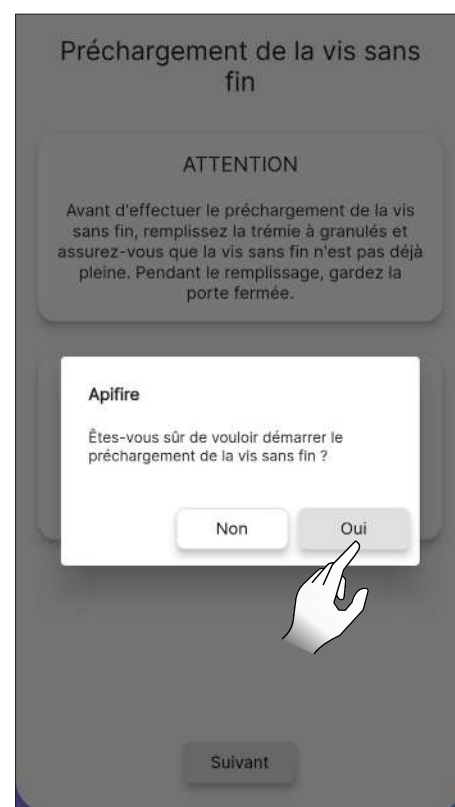 Préchargement de la vis sans
fin
ATTENTION
Avant d'effectuer le préchargement de la vis
sans fin, remplissez la trémie à granulés et
assurez-vous que la vis sans fin n'est pas déjà
pleine. Pendant le remplissage, gardez la
porte fermée.
Apifire
Êtes-vous sûr de vouloir démarrer le
préchargement de la vis sans fin ?
Non
Oui
Suivant